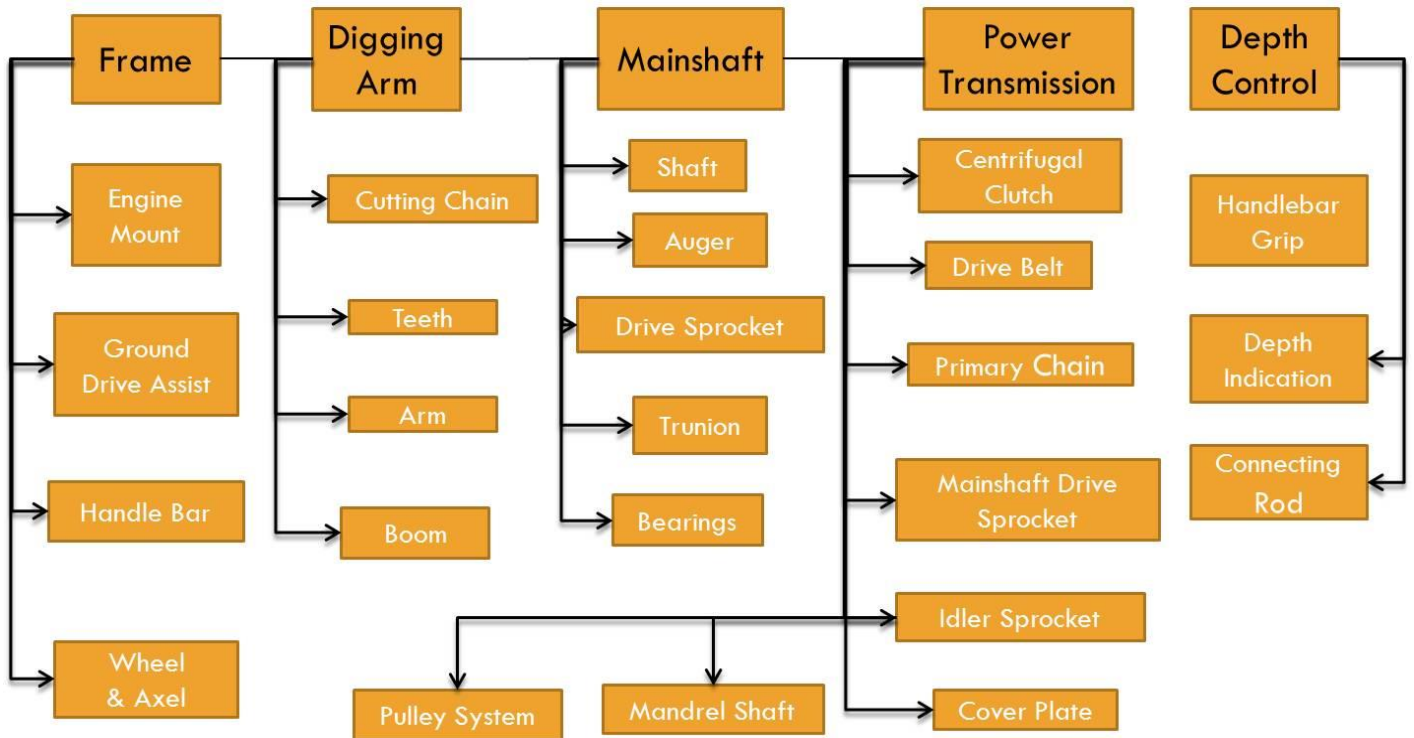 Frame
Engine
Mount
Ground
Drive Assist
Handle Bar
Wheel
& Axel
Digging
Arm
Cutting Chain
Teeth
Arm
Boom
Mainshaft
Shaft
Auger
Drive Sprocket
Trunion
Bearings
Power
Transmission
Centrifugal
Clutch
Drive Belt
Primary Chain
Mainshaft Drive
Sprocket
Idler Sprocket
Pulley System
Mandrel Shaft
Cover Plate
Depth
Control
Handlebar
Grip
Depth
Indication
Connecting
Rod